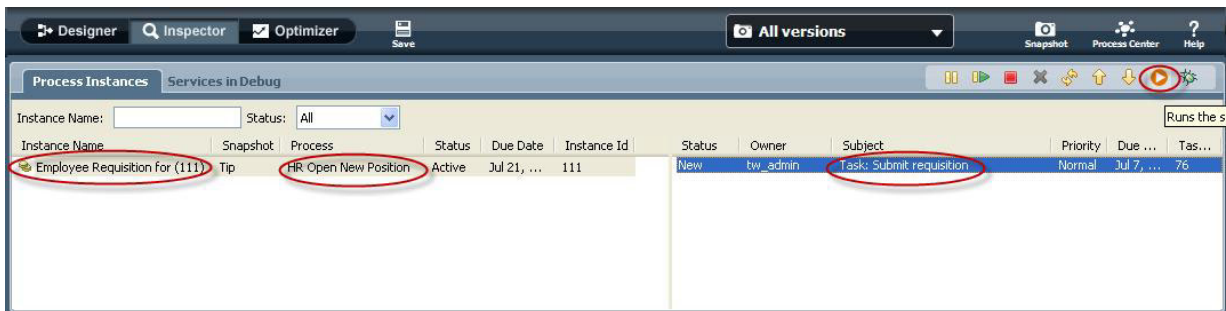 Designer Inspector Optimizer Save All versions Snapshot Process Center Help
Process Instances Services in Debug
Instance Name: Status: All Runs the s
Instance Name Snapshot Process Status Due Date Instance Id Status Owner Subject Priority Due ... Tas...
Employee Requisition for (111) Tip HR Open New Position Active Jul 21, ... 111 New tw_admin Task: Submit requisition Normal Jul 7, ... 76